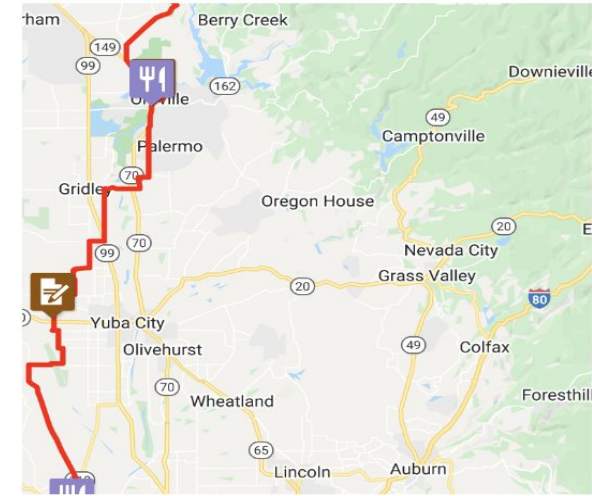 rham
Berry Creek
149
99
162
Downieville
ville
49
Camptonville
Palermo
70
Gridley
Oregon House
20
E
70
99
Nevada City
Grass Valley
20
80
Yuba City
Olivehurst
49
Colfax
70
Wheatland
Foresthil
65
Lincoln
Auburn